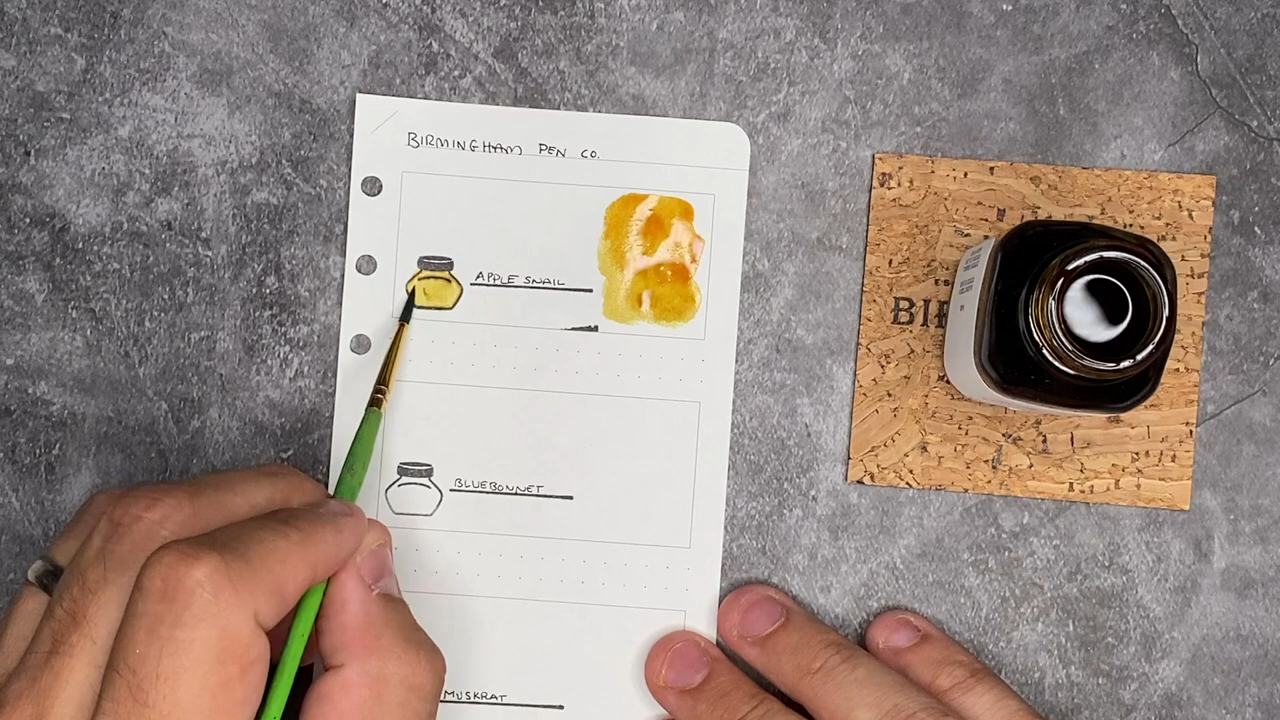 BIRMINGHAM PEN CO.
APPLE SNAIL
BLUEBONNET
MUSKRAT